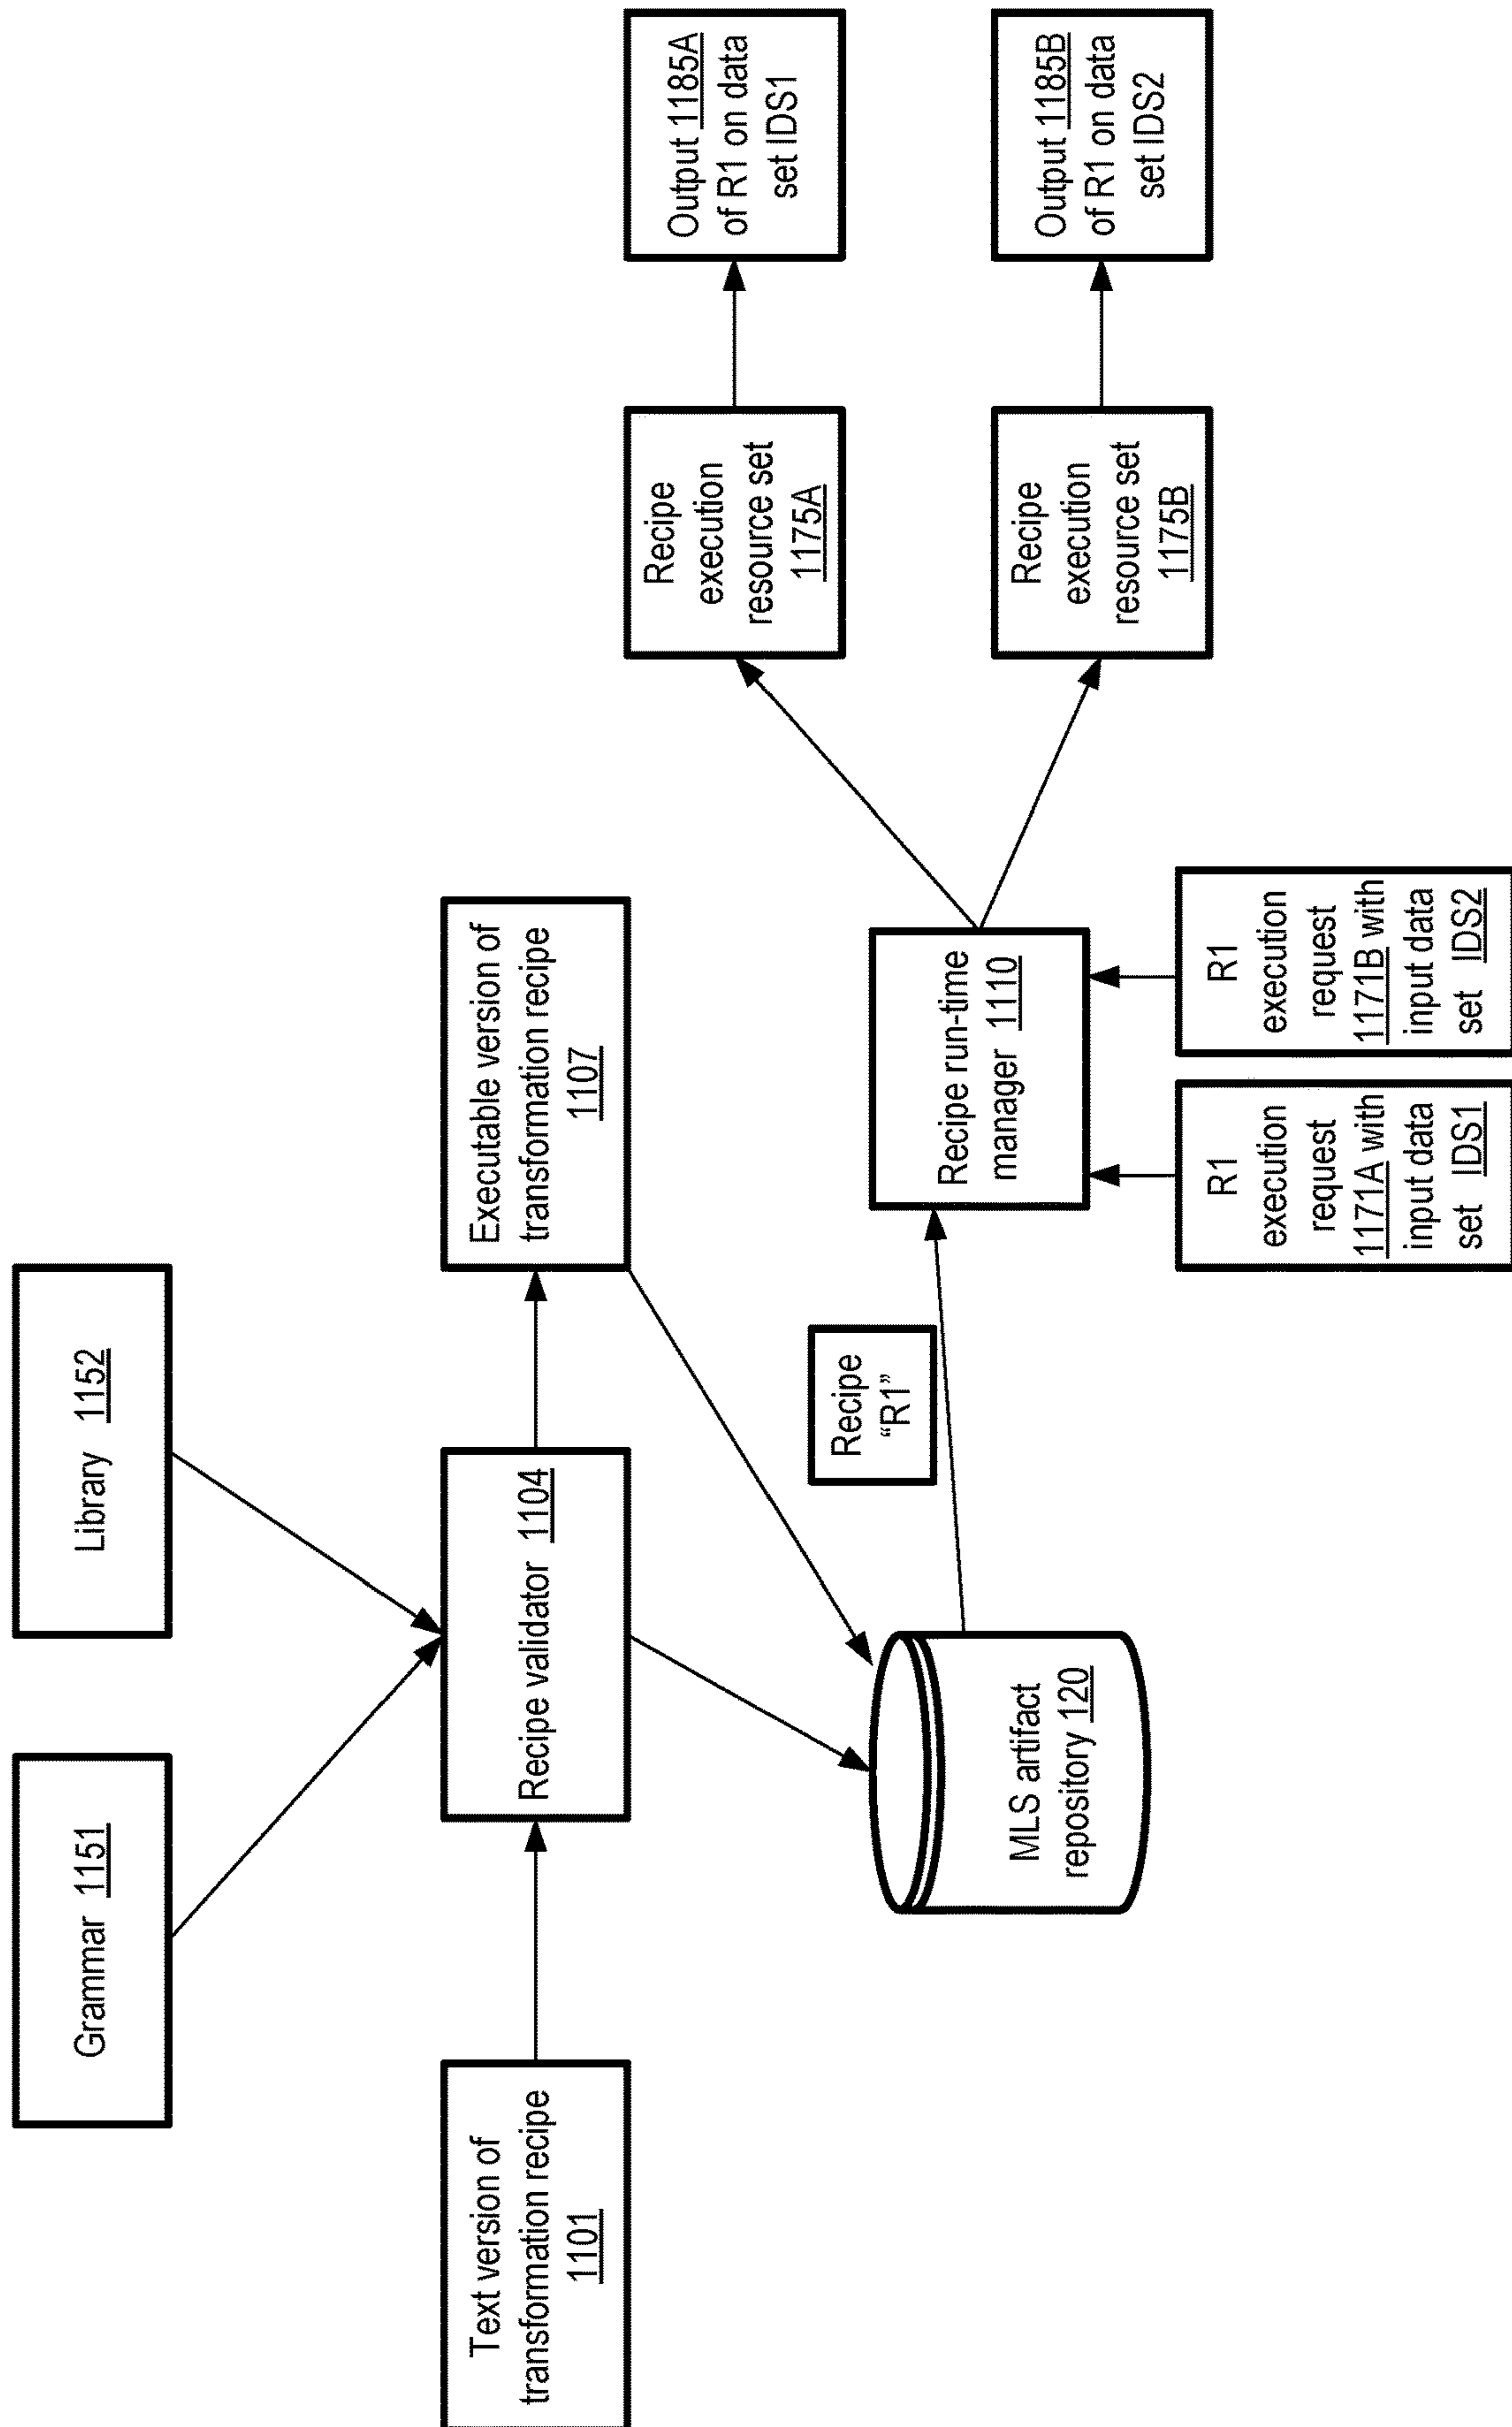 Grammar 1151
Library 1152
Text version of
transformation recipe
1101
Recipe validator 1104
Executable version of
transformation recipe
1107
MLS artifact
repository 120
Recipe
“R1”
Recipe run-time
manager 1110
R1
execution
request
1171A with
input data
set IDS1
R1
execution
request
1171B with
input data
set IDS2
Recipe
execution
resource set
1175A
Output 1185A
of R1 on data
set IDS1
Recipe
execution
resource set
1175B
Output 1185B
of R1 on data
set IDS2